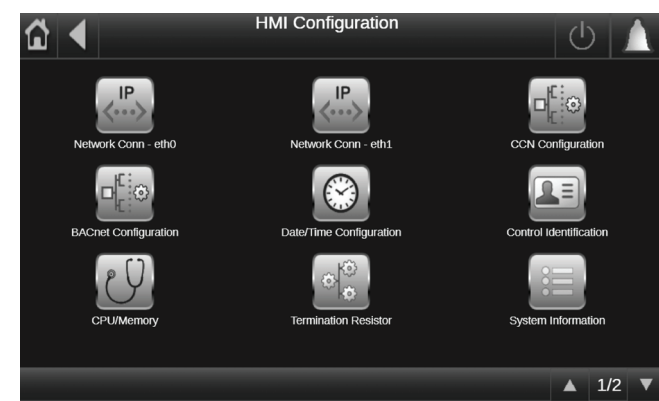 HMI Configuration
IP
IP
Network Conn - eth0
Network Conn - eth1
CCN Configuration
BACnet Configuration
Date/Time Configuration
Control Identification
CPU/Memory
Termination Resistor
System Information
1/2